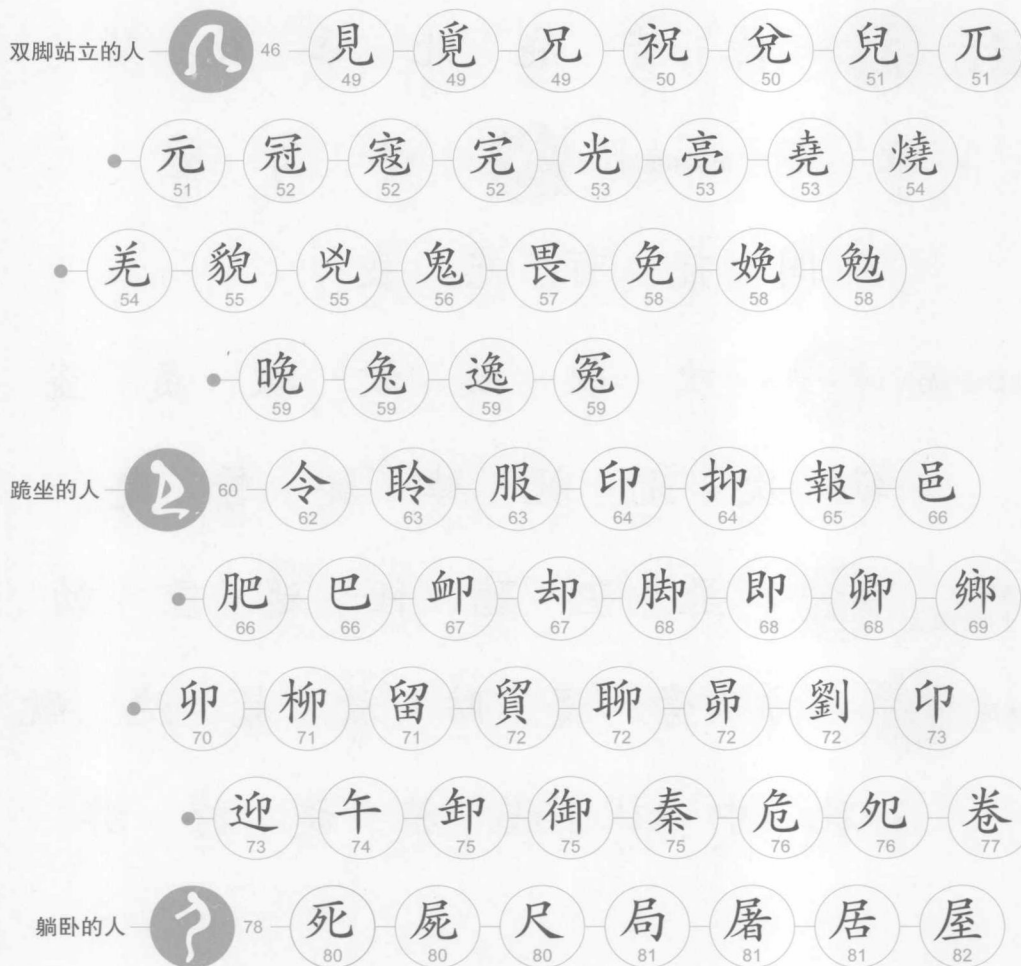 双脚站立的人 46 見 覓 兄 祝 兌 兒 兀
49 49 49 50 50 51 51
元 冠 寇 完 光 亮 堯 燒
51 52 52 52 53 53 53 54
羌 貌 兇 鬼 畏 免 娩 勉
54 55 55 56 57 58 58 58
晚 兔 逸 冤
59 59 59 59
跪坐的人 60 令 聆 服 印 抑 報 邑
62 63 63 64 64 65 66
肥 巴 卹 却 脚 即 卿 鄉
66 66 67 67 68 68 68 69
卯 柳 留 貿 聊 昴 劉 卬
70 71 71 72 72 72 72 73
迎 午 卸 御 秦 危 夗 卷
73 74 75 75 75 76 76 77
躺卧的人 78 死 屍 尺 局 屠 居 屋
80 80 80 81 81 81 82